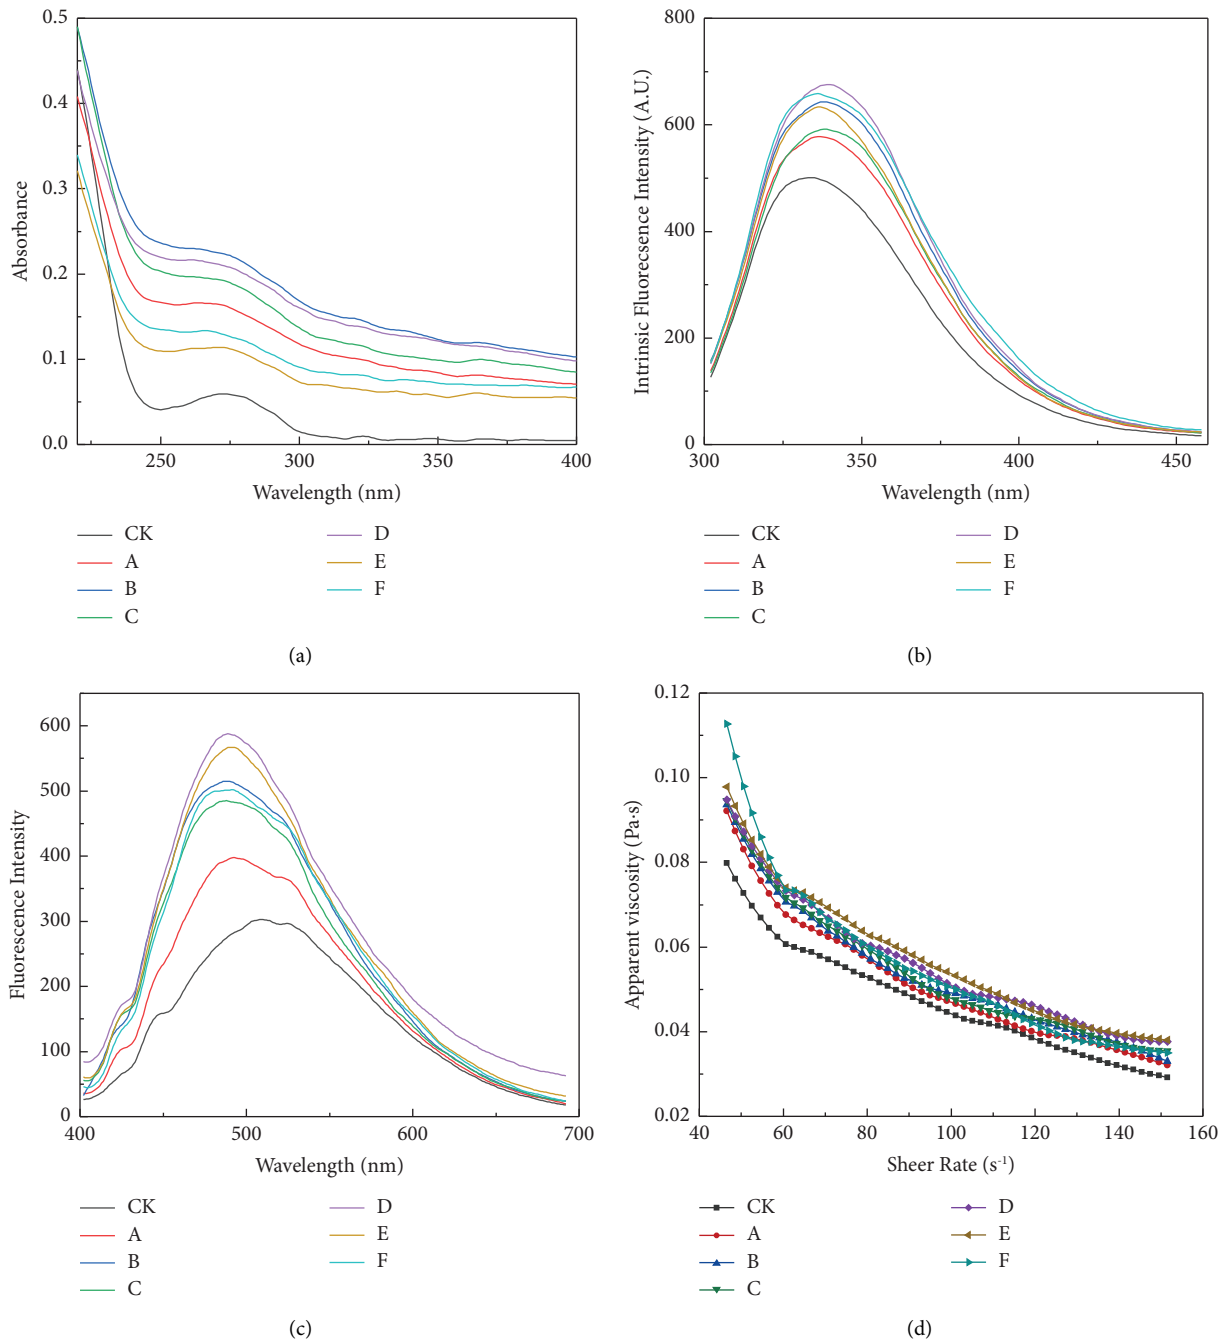 0.5
0.4
0.3
0.2
0.1
0.0
Absorbance
250
300
350
400
Wavelength (nm)
CK
A
B
C
D
E
F
(a)
800
600
400
200
0
Intrinsic Fluorecsence Intensity (A.U.)
300
350
400
450
Wavelength (nm)
CK
A
B
C
D
E
F
(b)
600
500
400
300
200
100
0
Fluorescence Intensity
400
500
600
700
Wavelength (nm)
CK
A
B
C
D
E
F
(c)
0.12
0.10
0.08
0.06
0.04
0.02
Apparent viscosity (Pa·s)
40
60
80
100
120
140
160
Sheer Rate (s-1)
CK
A
B
C
D
E
F
(d)